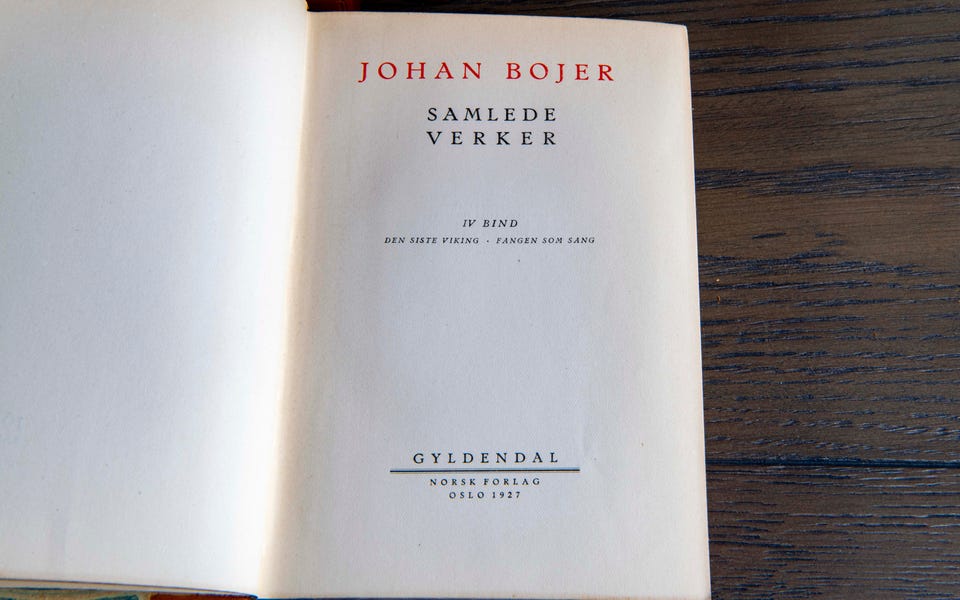 JOHAN BOJER
SAMLEDE
VERKER
IV BIND
DEN SISTE VIKING · FANGEN SOM SANG
GYLDENDAL
NORSK FORLAG
OSLO 1927